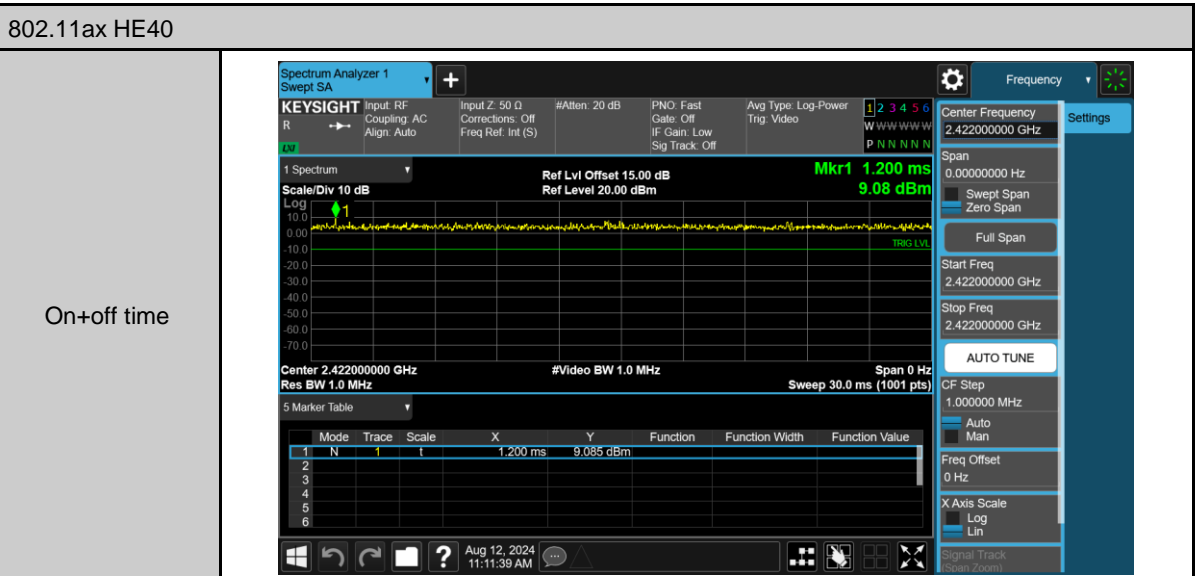 802.11ax HE40
On+off time
Spectrum Analyzer 1
Swept SA
Frequency
KEYSIGHT
R
LXI
Input: RF
Coupling: AC
Align: Auto
Input Z: 50 Ω
Corrections: Off
Freq Ref: Int (S)
#Atten: 20 dB
PNO: Fast
Gate: Off
IF Gain: Low
Sig Track: Off
Avg Type: Log-Power
Trig: Video
1 2 3 4 5 6
W W W W W W
P N N N N N
Center Frequency
2.422000000 GHz
Settings
1 Spectrum
Scale/Div 10 dB
Ref Lvl Offset 15.00 dB
Ref Level 20.00 dBm
Mkr1 1.200 ms
9.08 dBm
Log
10.0
0.00
-10.0
-20.0
-30.0
-40.0
-50.0
-60.0
-70.0
1
TRIG LVL
Center 2.422000000 GHz
Res BW 1.0 MHz
#Video BW 1.0 MHz
Span 0 Hz
Sweep 30.0 ms (1001 pts)
Span
0.00000000 Hz
Swept Span
Zero Span
Full Span
Start Freq
2.422000000 GHz
Stop Freq
2.422000000 GHz
AUTO TUNE
CF Step
1.000000 MHz
Auto
Man
Freq Offset
0 Hz
X Axis Scale
Log
Lin
Signal Track
(Span Zoom)
5 Marker Table
Mode Trace Scale X Y Function Function Width Function Value
1 N 1 t 1.200 ms 9.085 dBm
2
3
4
5
6
?
Aug 12, 2024
11:11:39 AM